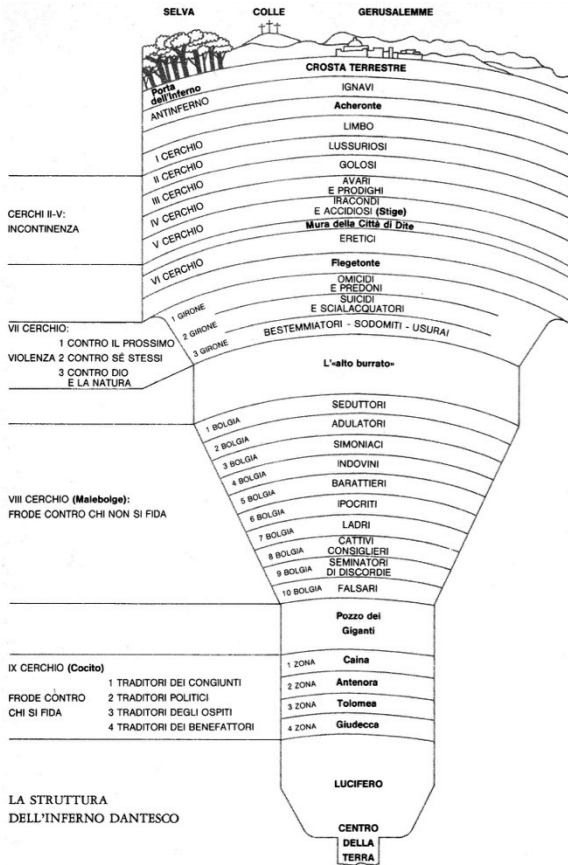 SELVA COLLE GERUSALEMME
CROSTA TERRESTRE
Porta
dell'Inferno
IGNAVI
ANTINFERNO
Acheronte
LIMBO
I CERCHIO
LUSSURIOSI
II CERCHIO
GOLOSI
III CERCHIO
AVARI
E PRODIGHI
IV CERCHIO
IRACONDI
E ACCIDIOSI (Stige)
V CERCHIO
Mura della Città di Dite
ERETICI
VI CERCHIO
Flegetonte
CERCHI II-V:
INCONTINENZA
OMICIDI
E PREDONI
1 GIRONE
SUICIDI
E SCIALACQUATORI
2 GIRONE
BESTEMMIATORI - SODOMITI - USURAI
3 GIRONE
VII CERCHIO:
1 CONTRO IL PROSSIMO
VIOLENZA 2 CONTRO SÉ STESSI
3 CONTRO DIO
E LA NATURA
L'«alto burrato»
SEDUTTORI
1 BOLGIA
ADULATORI
2 BOLGIA
SIMONIACI
3 BOLGIA
INDOVINI
4 BOLGIA
BARATTIERI
5 BOLGIA
IPOCRITI
6 BOLGIA
LADRI
7 BOLGIA
CATTIVI
CONSIGLIERI
8 BOLGIA
SEMINATORI
DI DISCORDIE
9 BOLGIA
FALSARI
10 BOLGIA
VIII CERCHIO (Malebolge):
FRODE CONTRO CHI NON SI FIDA
Pozzo dei
Giganti
IX CERCHIO (Cocito)
1 TRADITORI DEI CONGIUNTI
FRODE CONTRO 2 TRADITORI POLITICI
CHI SI FIDA 3 TRADITORI DEGLI OSPITI
4 TRADITORI DEI BENEFATTORI
1 ZONA Caina
2 ZONA Antenora
3 ZONA Tolomea
4 ZONA Giudecca
LUCIFERO
LA STRUTTURA
DELL'INFERNO DANTESCO
CENTRO
DELLA
TERRA